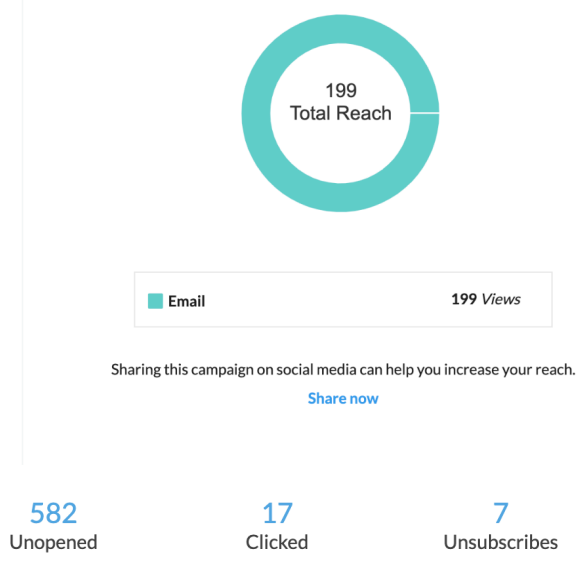 199
Total Reach
Email 199 Views
Sharing this campaign on social media can help you increase your reach.
Share now
582 17 7
Unopened Clicked Unsubscribes